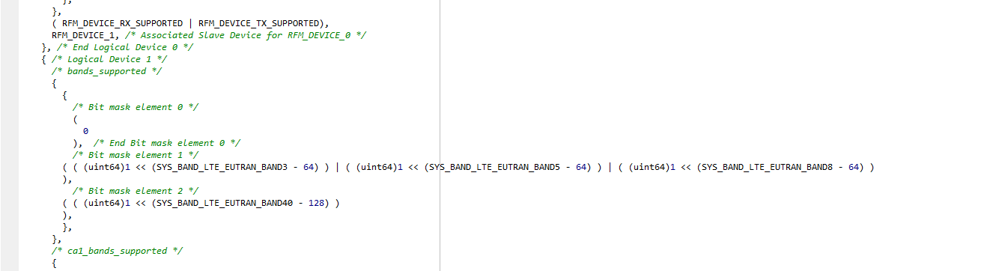 },
},
( RFM_DEVICE_RX_SUPPORTED | RFM_DEVICE_TX_SUPPORTED),
RFM_DEVICE_1, /* Associated Slave Device for RFM_DEVICE_0 */
}, /* End Logical Device 0 */
{ /* Logical Device 1 */
/* bands_supported */
{
{
/* Bit mask element 0 */
(
0
), /* End Bit mask element 0 */
/* Bit mask element 1 */
( ( (uint64)1 << (SYS_BAND_LTE_EUTRAN_BAND3 - 64) ) | ( (uint64)1 << (SYS_BAND_LTE_EUTRAN_BAND5 - 64) ) | ( (uint64)1 << (SYS_BAND_LTE_EUTRAN_BAND8 - 64) )
),
/* Bit mask element 2 */
( ( (uint64)1 << (SYS_BAND_LTE_EUTRAN_BAND40 - 128) )
),
},
},
/* ca1_bands_supported */
{